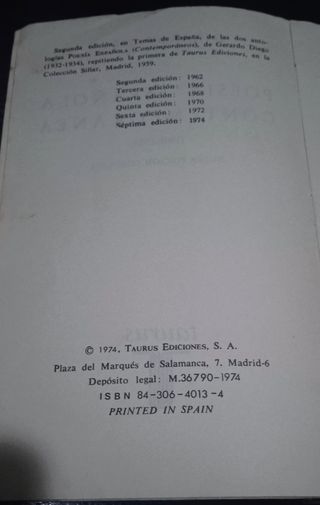 Segunda edición, en Temas de España, de las dos anto-
logías Poesía Española (Contemporáneos), de Gerardo Diego
(1932-1934), repitiendo la primera de Taurus Ediciones, en la
Colección Sillar, Madrid, 1959.
Segunda edición: 1962
Tercera edición: 1966
Cuarta edición: 1968
Quinta edición: 1970
Sexta edición: 1972
Séptima edición: 1974
© 1974, TAURUS EDICIONES, S. A.
Plaza del Marqués de Salamanca, 7. Madrid-6
Depósito legal: M.36790-1974
ISBN 84-306-4013-4
PRINTED IN SPAIN